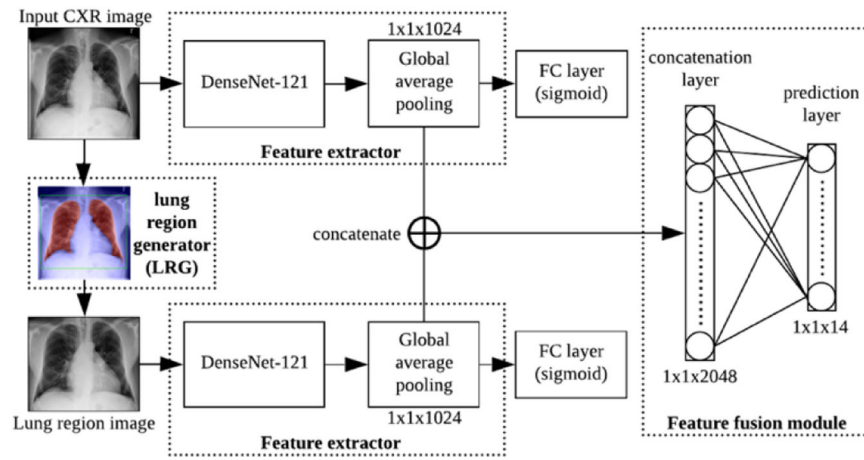 Input CXR image
1x1x1024
DenseNet-121
Global
average
pooling
FC layer
(sigmoid)
Feature extractor
lung
region
generator
(LRG)
concatenate
Lung region image
DenseNet-121
Global
average
pooling
1x1x1024
FC layer
(sigmoid)
Feature extractor
concatenation
layer
prediction
layer
1x1x14
1x1x2048
Feature fusion module